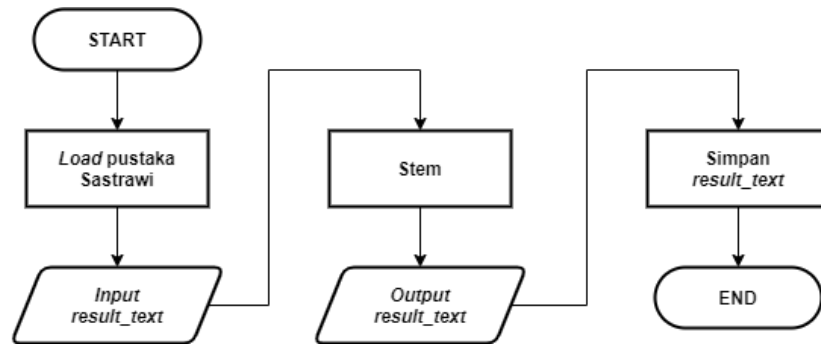 START
Load pustaka
Sastrawi
Input
result_text
Stem
Output
result_text
Simpan
result_text
END